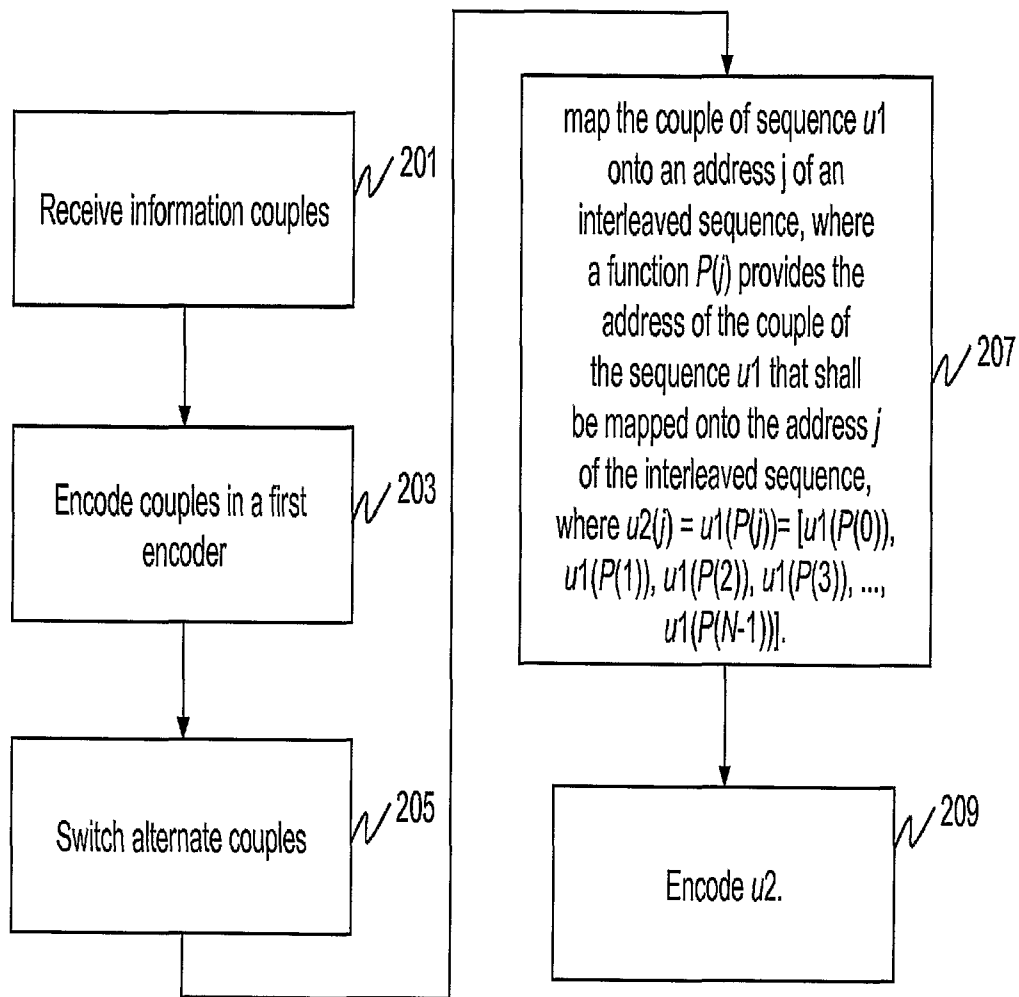 Receive information couples
201
Encode couples in a first
encoder
203
Switch alternate couples
205
map the couple of sequence u1
onto an address j of an
interleaved sequence, where
a function P(j) provides the
address of the couple of
the sequence u1 that shall
be mapped onto the address j
of the interleaved sequence,
where u2(j) = u1(P(j))= [u1(P(0)),
u1(P(1)), u1(P(2)), u1(P(3)), ...,
u1(P(N-1))].
207
Encode u2.
209